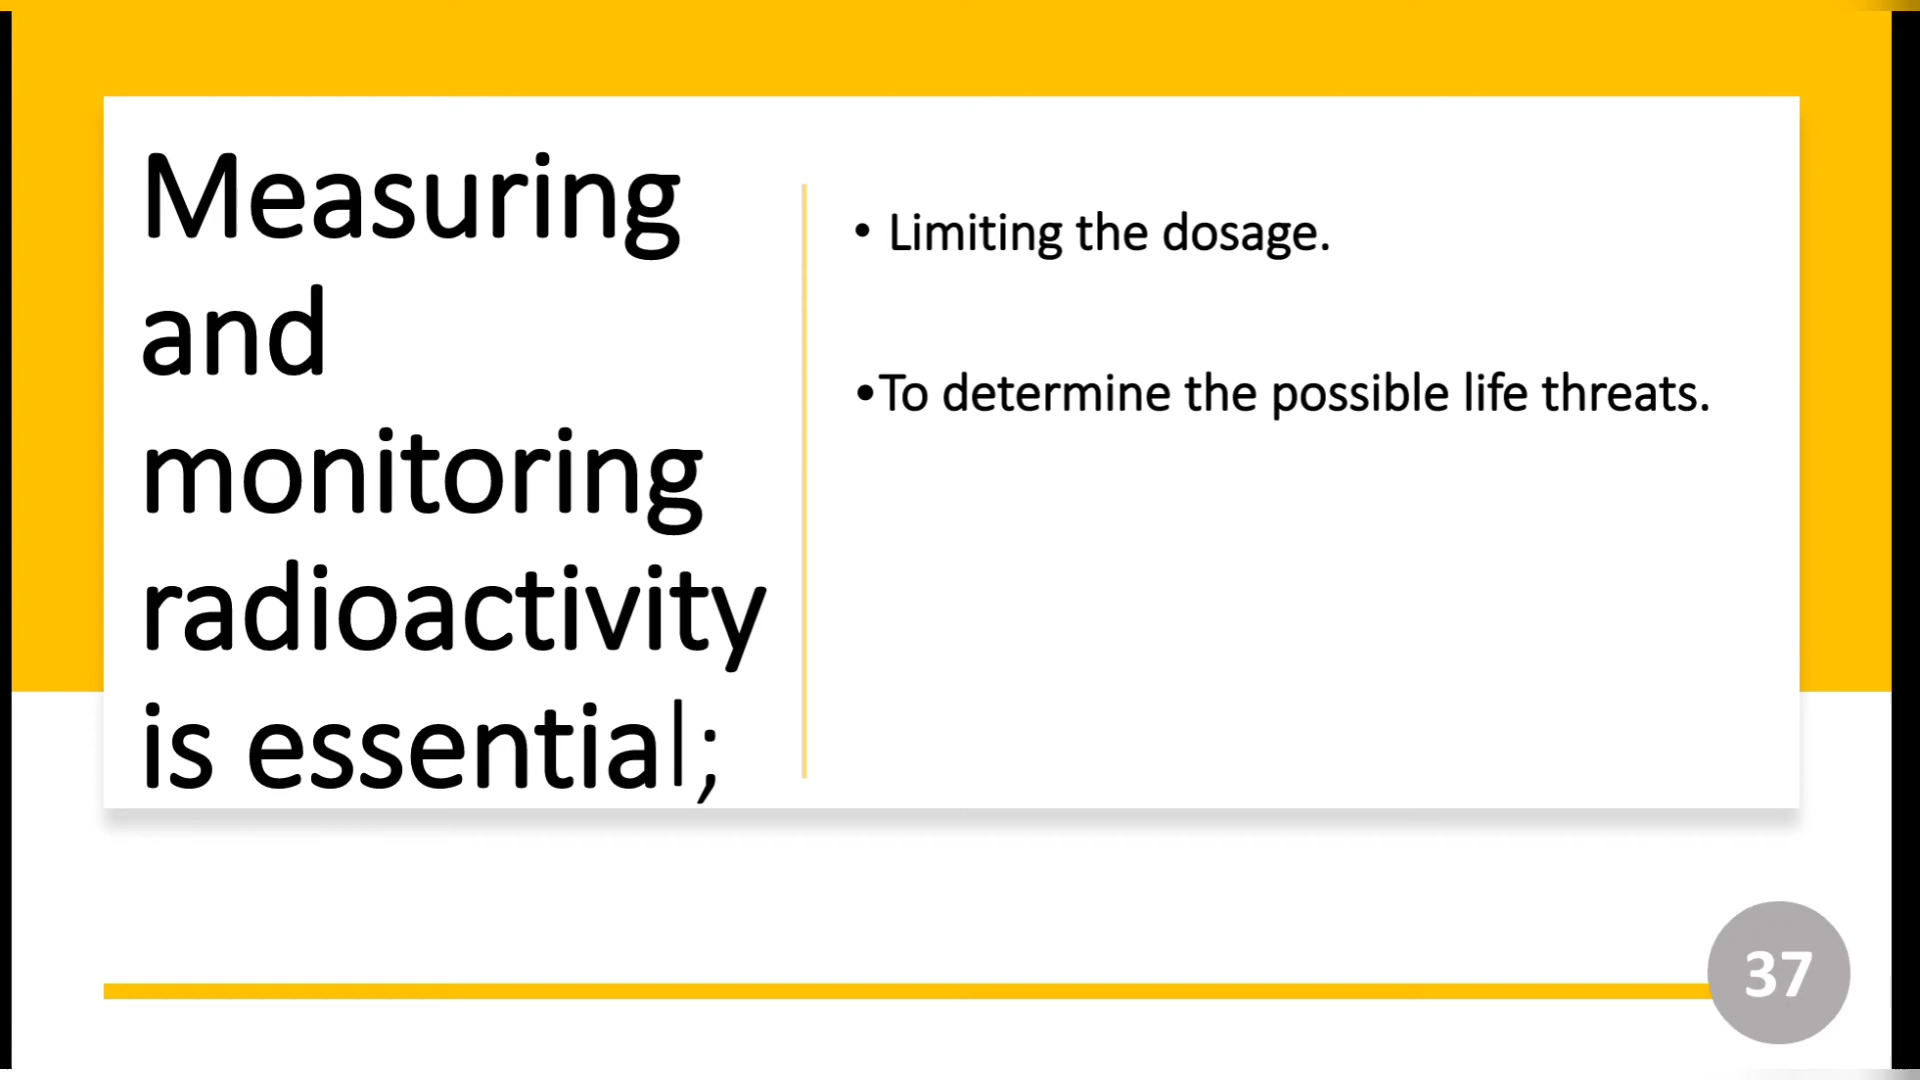 Measuring
and
monitoring
radioactivity
is essential;
• Limiting the dosage.
•To determine the possible life threats.
37